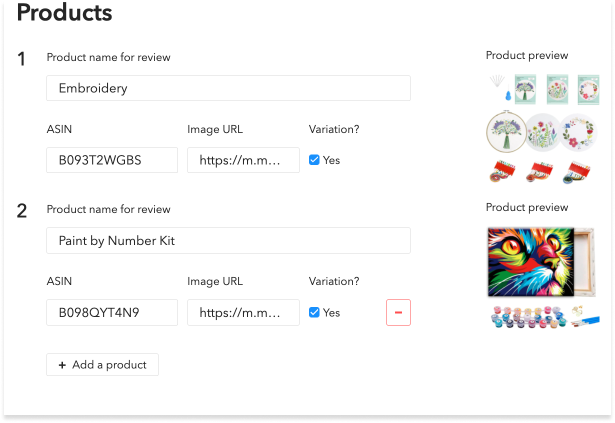 Products
1
Product name for review
Product preview
Embroidery
ASIN
Image URL
Variation?
B093T2WGBS
https://m.m...
Yes
2
Product name for review
Product preview
Paint by Number Kit
ASIN
Image URL
Variation?
B098QYT4N9
https://m.m...
Yes
+ Add a product